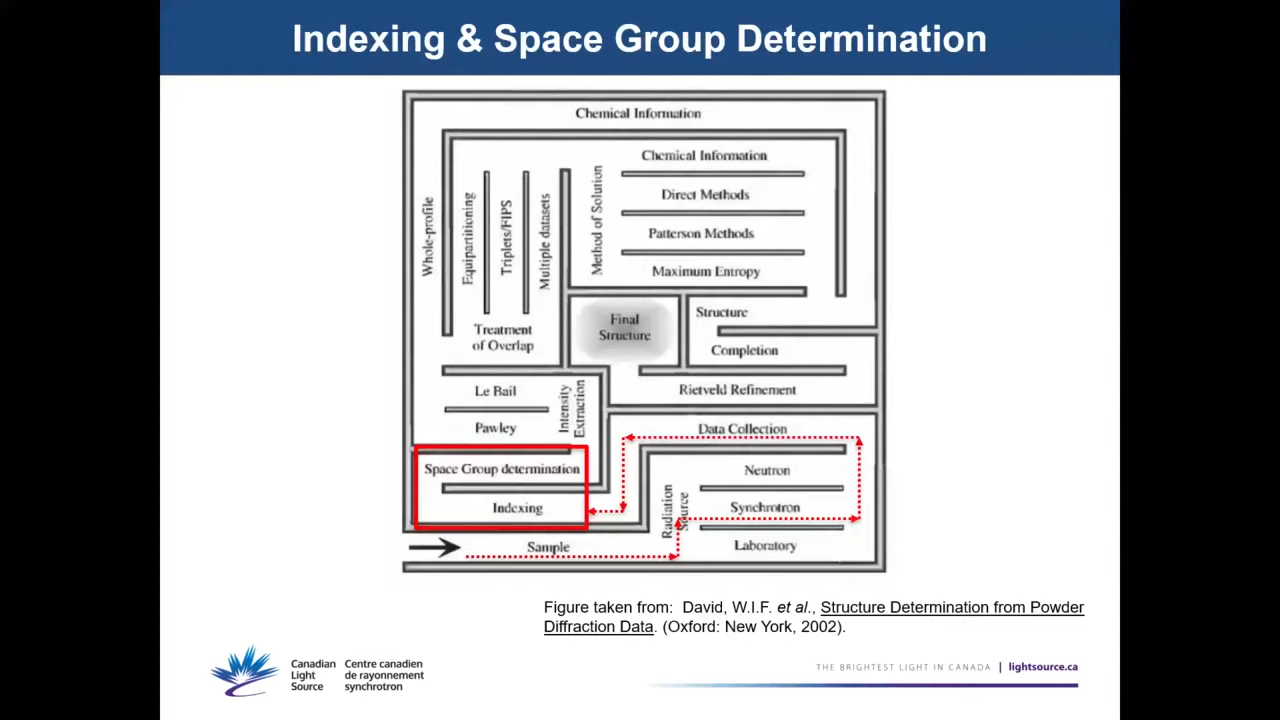 Indexing & Space Group Determination
Chemical Information
Chemical Information
Direct Methods
Patterson Methods
Maximum Entropy
Method of Solution
Whole-profile
Equipartitioning
Triplets/FIPS
Multiple datasets
Treatment
of Overlap
Final
Structure
Structure
Completion
Rietveld Refinement
Le Bail
Pawley
Intensity
Extraction
Space Group determination
Indexing
Data Collection
Neutron
Synchrotron
Laboratory
Radiation
Source
Sample
Figure taken from: David, W.I.F. et al., Structure Determination from Powder
Diffraction Data. (Oxford: New York, 2002).
Canadian
Light
Source
Centre canadien
de rayonnement
synchrotron
THE BRIGHTEST LIGHT IN CANADA | lightsource.ca